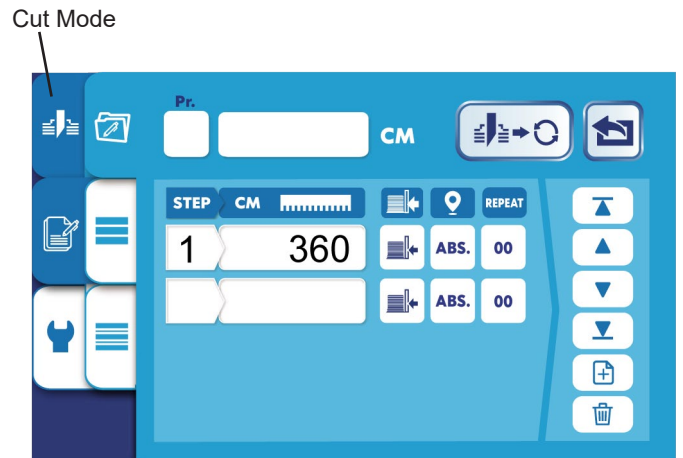 Cut Mode
Pr.
CM
STEP CM REPEAT
1 360 ABS. 00
ABS. 00